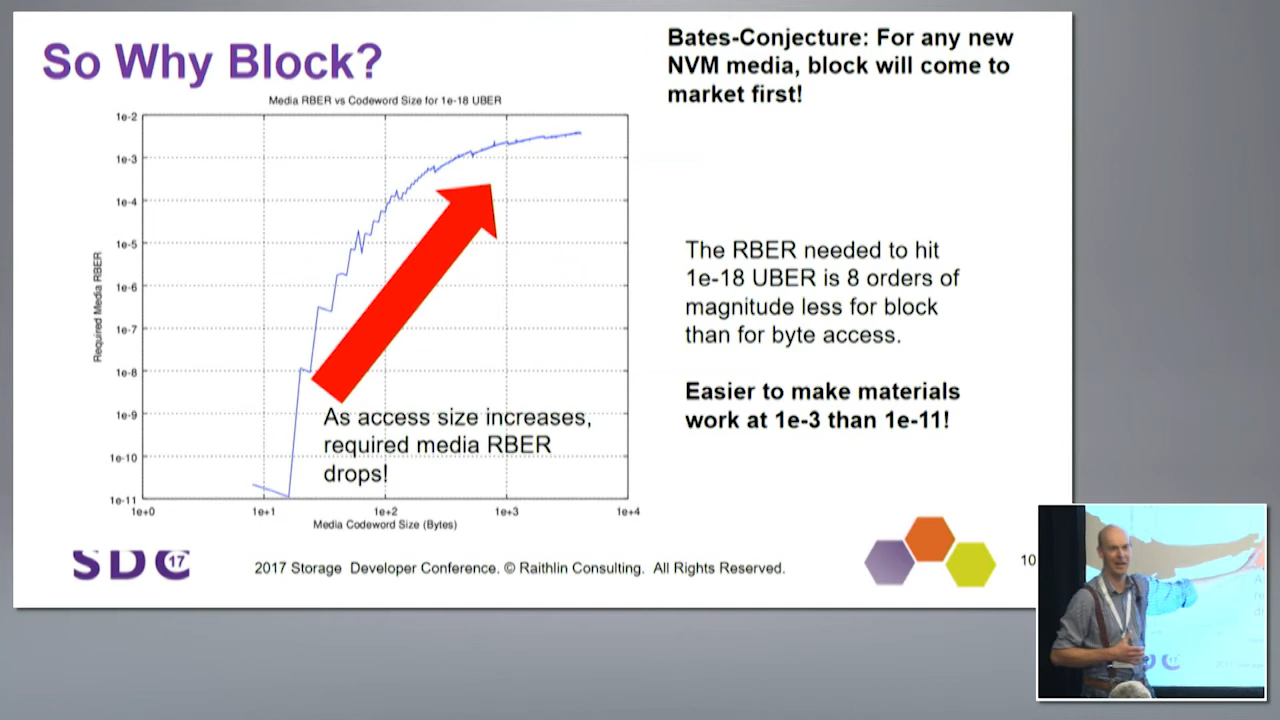 So Why Block?
Bates-Conjecture: For any new
NVM media, block will come to
market first!
Media RBER vs Codeword Size for 1e-18 UBER
1e-2
1e-3
1e-4
1e-5
1e-6
1e-7
1e-8
1e-9
1e-10
1e-11
Required Media RBER
1e+0
1e+1
1e+2
1e+3
1e+4
Media Codeword Size (Bytes)
As access size increases,
required media RBER
drops!
The RBER needed to hit
1e-18 UBER is 8 orders of
magnitude less for block
than for byte access.
Easier to make materials
work at 1e-3 than 1e-11!
SDC 17
2017 Storage Developer Conference. © Raithlin Consulting. All Rights Reserved.
10